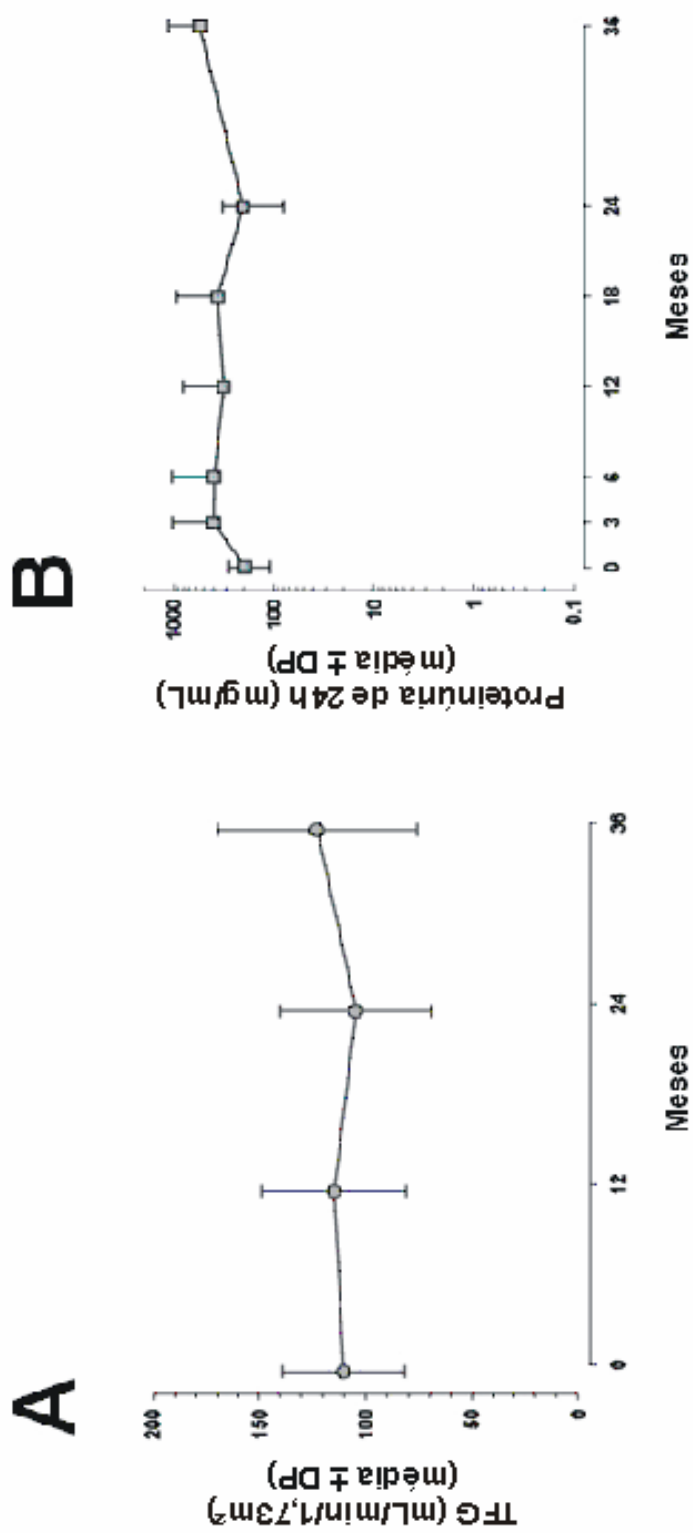 A
TFG (mL/min/1,73m²)
(média ± DP)
200
150
100
50
0
0
12
24
36
Meses
B
Proteinúria de 24h (mg/mL)
(média ± DP)
1000
100
10
1
0.1
0
3
6
12
18
24
36
Meses